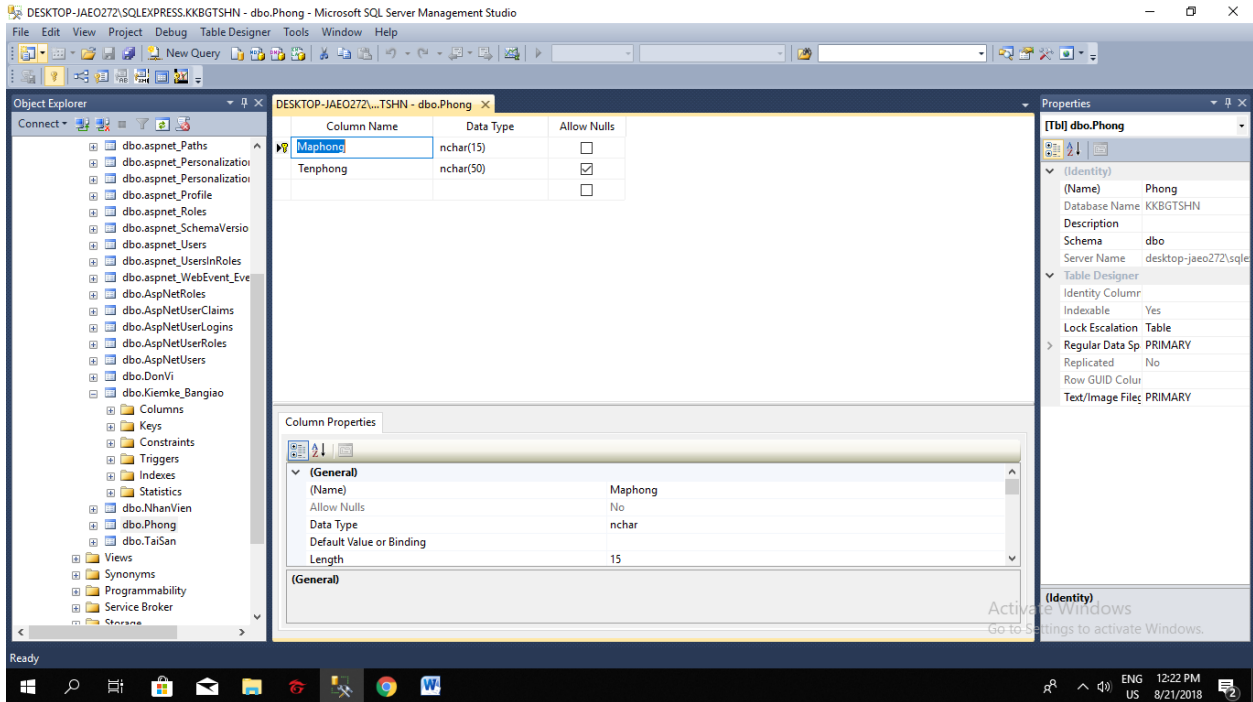 DESKTOP-JAEO272\SQLEXPRESS.KKBGTSHN - dbo.Phong - Microsoft SQL Server Management Studio
File Edit View Project Debug Table Designer Tools Window Help
New Query
Object Explorer
Connect
dbo.aspnet_Paths
dbo.aspnet_Personalization
dbo.aspnet_Personalization
dbo.aspnet_Profile
dbo.aspnet_Roles
dbo.aspnet_SchemaVersio
dbo.aspnet_Users
dbo.aspnet_UsersInRoles
dbo.aspnet_WebEvent_Eve
dbo.AspNetRoles
dbo.AspNetUserClaims
dbo.AspNetUserLogins
dbo.AspNetUserRoles
dbo.AspNetUsers
dbo.DonVi
dbo.Kiemke_Bangiao
Columns
Keys
Constraints
Triggers
Indexes
Statistics
dbo.NhanVien
dbo.Phong
dbo.TaiSan
Views
Synonyms
Programmability
Service Broker
Storage
DESKTOP-JAEO272\...TSHN - dbo.Phong
Column Name Data Type Allow Nulls
Maphong nchar(15)
Tenphong nchar(50)
Column Properties
(General)
(Name) Maphong
Allow Nulls No
Data Type nchar
Default Value or Binding
Length 15
(General)
Properties
[Tbl] dbo.Phong
(Identity)
(Name) Phong
Database Name KKBGTSHN
Description
Schema dbo
Server Name desktop-jaeo272\sqle
Table Designer
Identity Column
Indexable Yes
Lock Escalation Table
Regular Data Sp PRIMARY
Replicated No
Row GUID Colur
Text/Image Fileg PRIMARY
(Identity)
Activate Windows
Go to Settings to activate Windows.
Ready
ENG 12:22 PM
US 8/21/2018
2